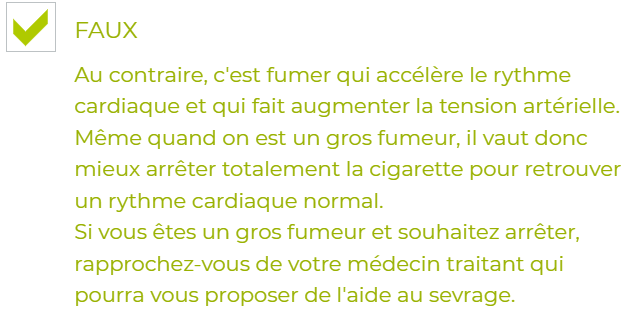 FAUX
Au contraire, c'est fumer qui accélère le rythme
cardiaque et qui fait augmenter la tension artérielle.
Même quand on est un gros fumeur, il vaut donc
mieux arrêter totalement la cigarette pour retrouver
un rythme cardiaque normal.
Si vous êtes un gros fumeur et souhaitez arrêter,
rapprochez-vous de votre médecin traitant qui
pourra vous proposer de l'aide au sevrage.